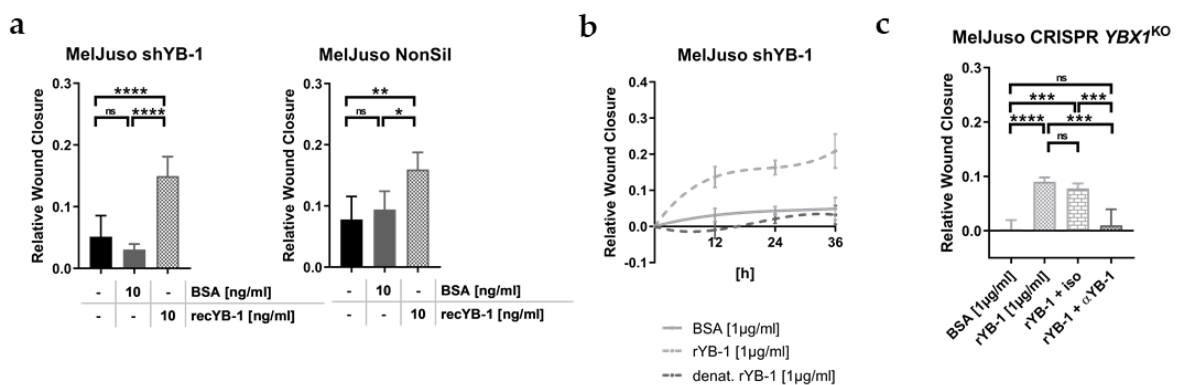 a
MelJuso shYB-1
Relative Wound Closure
0.3
0.2
0.1
0.0
****
ns
****
- 10 - BSA [ng/ml]
- - 10 recYB-1 [ng/ml]
MelJuso NonSil
Relative Wound Closure
0.3
0.2
0.1
0.0
**
ns
*
- 10 - BSA [ng/ml]
- - 10 recYB-1 [ng/ml]
b
MelJuso shYB-1
Relative Wound Closure
0.4
0.3
0.2
0.1
0.0
-0.1
12 24 36
[h]
BSA [1µg/ml]
rYB-1 [1µg/ml]
denat. rYB-1 [1µg/ml]
c
MelJuso CRISPR YBX1KO
Relative Wound Closure
0.3
0.2
0.1
0.0
ns
*** ***
**** ***
ns
BSA [1µg/ml]
rYB-1 [1µg/ml]
rYB-1 + iso
rYB-1 + αYB-1